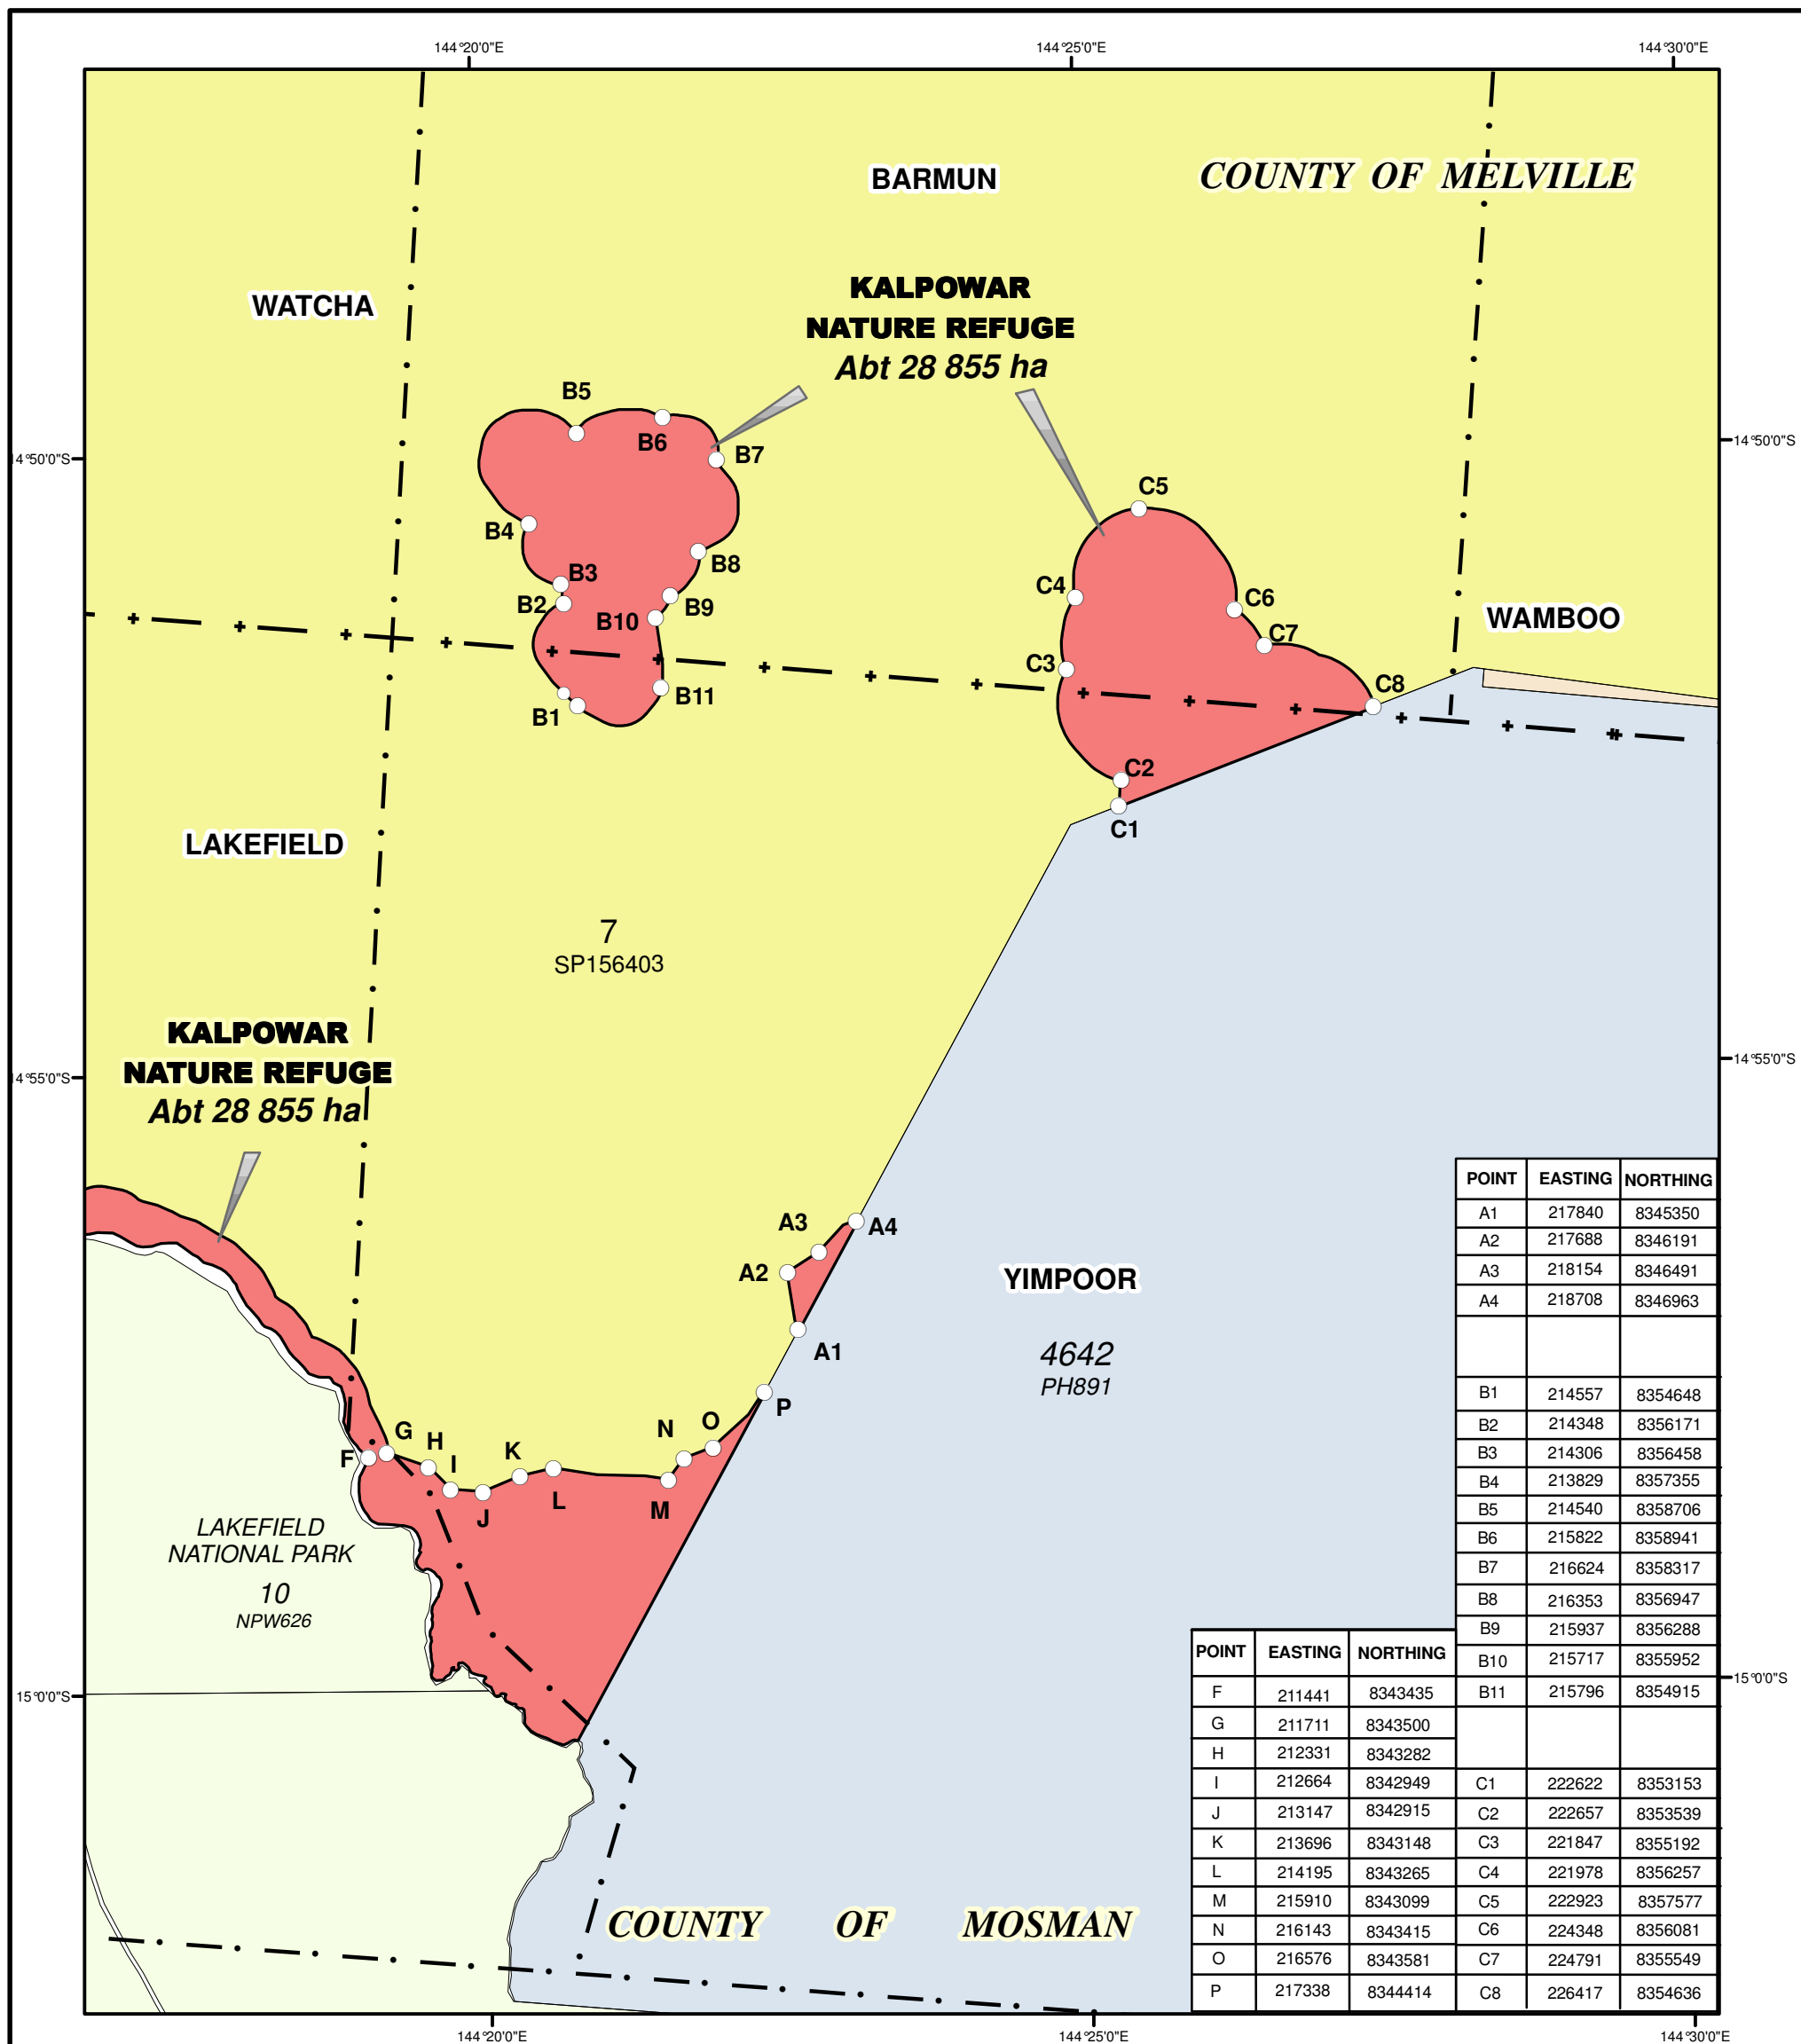 144°20'0"E 144°25'0"E 144°30'0"E
BARMUN
COUNTY OF MELVILLE
WATCHA
KALPOWAR
NATURE REFUGE
Abt 28 855 ha
B5
B6
B7
14°50'0"S
14°50'0"S
C5
B4
B8
B3
C4
B2
B9
C6
B10
WAMBOO
C7
C3
B11
C8
B1
C2
C1
LAKEFIELD
7
SP156403
KALPOWAR
NATURE REFUGE
Abt 28 855 ha
14°55'0"S
14°55'0"S
A3
A4
A2
YIMPOOR
A1
4642
PH891
P
O
N
G
H
F
I
K
L
M
J
LAKEFIELD
NATIONAL PARK
10
NPW626
15°0'0"S
15°0'0"S
POINT EASTING NORTHING
A1 217840 8345350
A2 217688 8346191
A3 218154 8346491
A4 218708 8346963
B1 214557 8354648
B2 214348 8356171
B3 214306 8356458
B4 213829 8357355
B5 214540 8358706
B6 215822 8358941
B7 216624 8358317
B8 216353 8356947
B9 215937 8356288
B10 215717 8355952
B11 215796 8354915
C1 222622 8353153
C2 222657 8353539
C3 221847 8355192
C4 221978 8356257
C5 222923 8357577
C6 224348 8356081
C7 224791 8355549
C8 226417 8354636
POINT EASTING NORTHING
F 211441 8343435
G 211711 8343500
H 212331 8343282
I 212664 8342949
J 213147 8342915
K 213696 8343148
L 214195 8343265
M 215910 8343099
N 216143 8343415
O 216576 8343581
P 217338 8344414
COUNTY OF MOSMAN
144°20'0"E 144°25'0"E 144°30'0"E